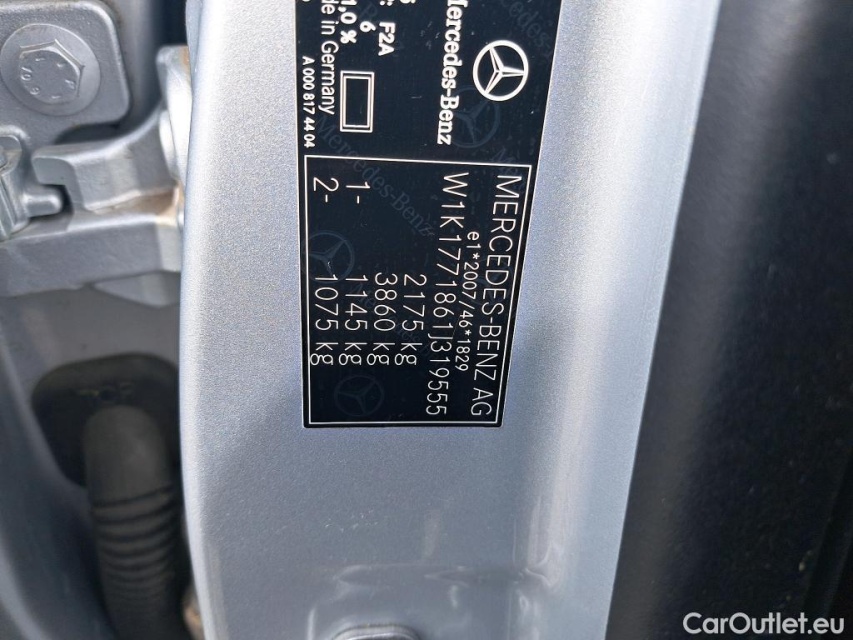 MERCEDES-BENZ AG
e1*2007/46*1829
W1K1771861J319555
2175 kg
3860 kg
1- 1145 kg
2- 1075 kg
Mercedes-Benz
F2A
6
1,0 %
de in Germany
A 000 817 44 04
CarOutlet.eu